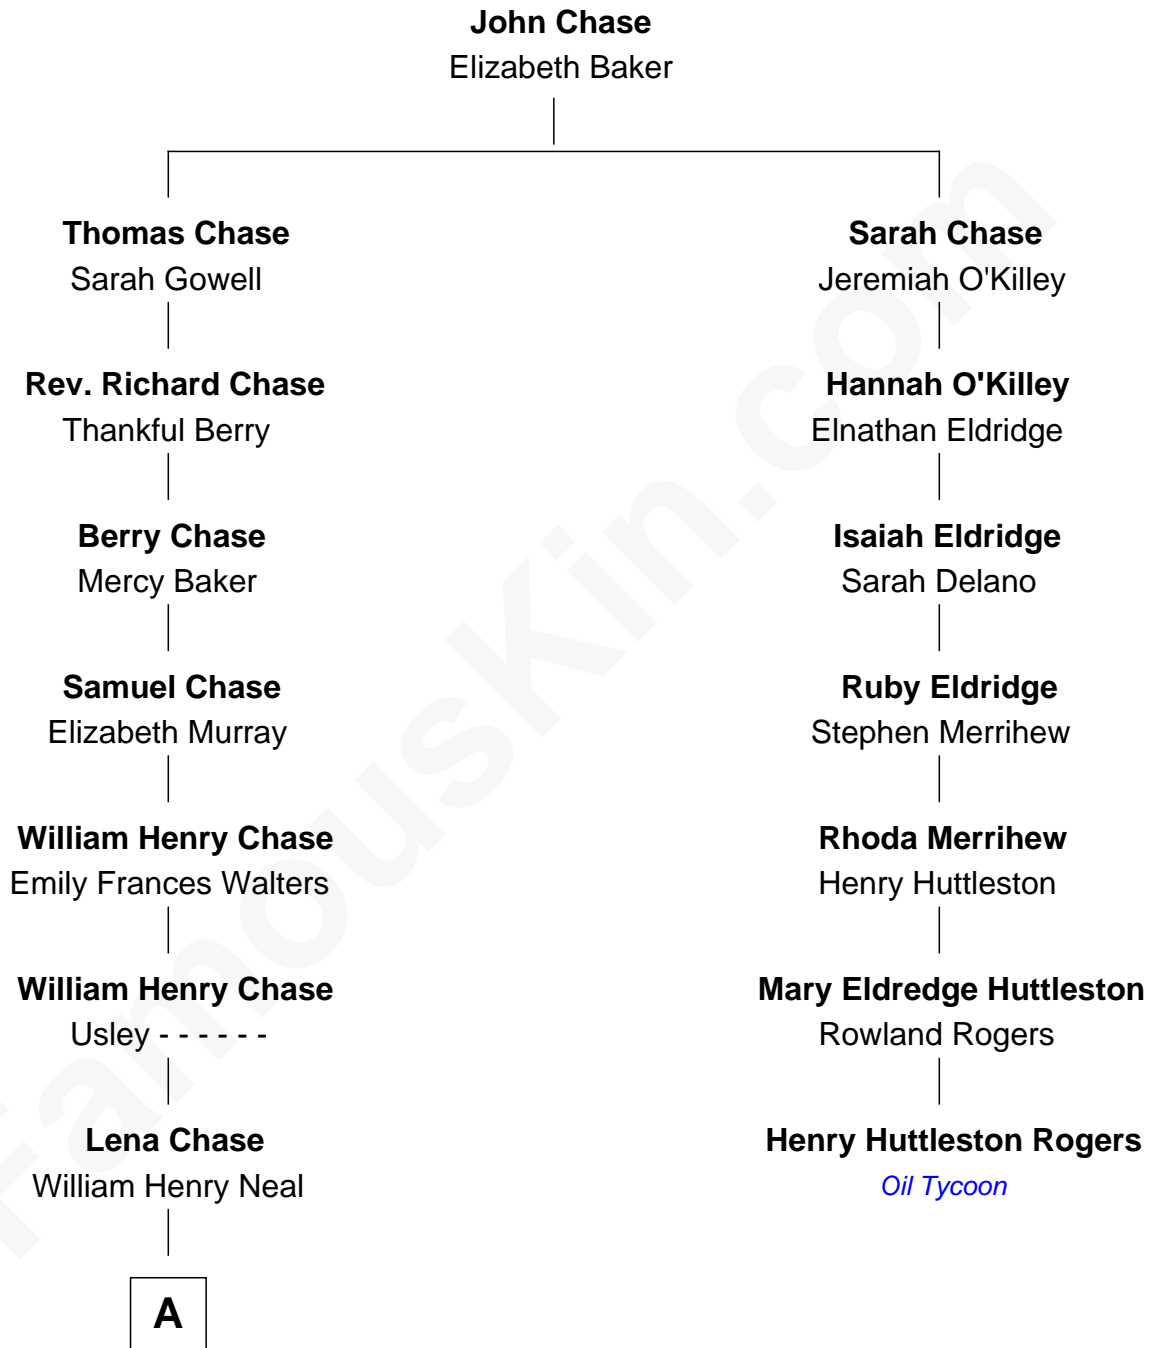 John Chase
Elizabeth Baker
Thomas Chase
Sarah Gowell
Sarah Chase
Jeremiah O'Killey
Rev. Richard Chase
Thankful Berry
Hannah O'Killey
Elnathan Eldridge
Berry Chase
Mercy Baker
Isaiah Eldridge
Sarah Delano
Samuel Chase
Elizabeth Murray
Ruby Eldridge
Stephen Merrihew
William Henry Chase
Emily Frances Walters
Rhoda Merrihew
Henry Huttleston
William Henry Chase
Usley - - - - - -
Mary Eldredge Huttleston
Rowland Rogers
Lena Chase
William Henry Neal
Henry Huttleston Rogers
Oil Tycoon
A
FamousKin.com